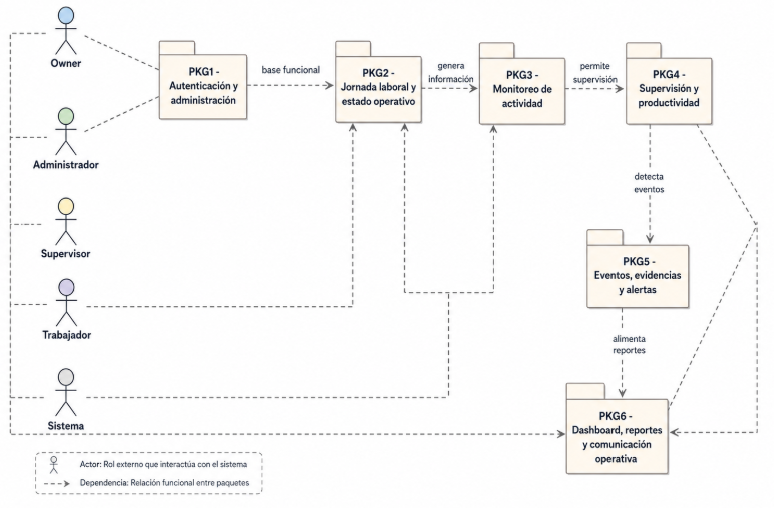 Owner
Administrador
Supervisor
Trabajador
Sistema
PKG1 -
Autenticación y
administración
base funcional
PKG2 -
Jornada laboral y
estado operativo
genera
información
PKG3 -
Monitoreo de
actividad
permite
supervisión
PKG4 -
Supervisión y
productividad
detecta
eventos
PKG5 -
Eventos, evidencias
y alertas
alimenta
reportes
PKG6 -
Dashboard, reportes
y comunicación
operativa
Actor: Rol externo que interactúa con el sistema
Dependencia: Relación funcional entre paquetes